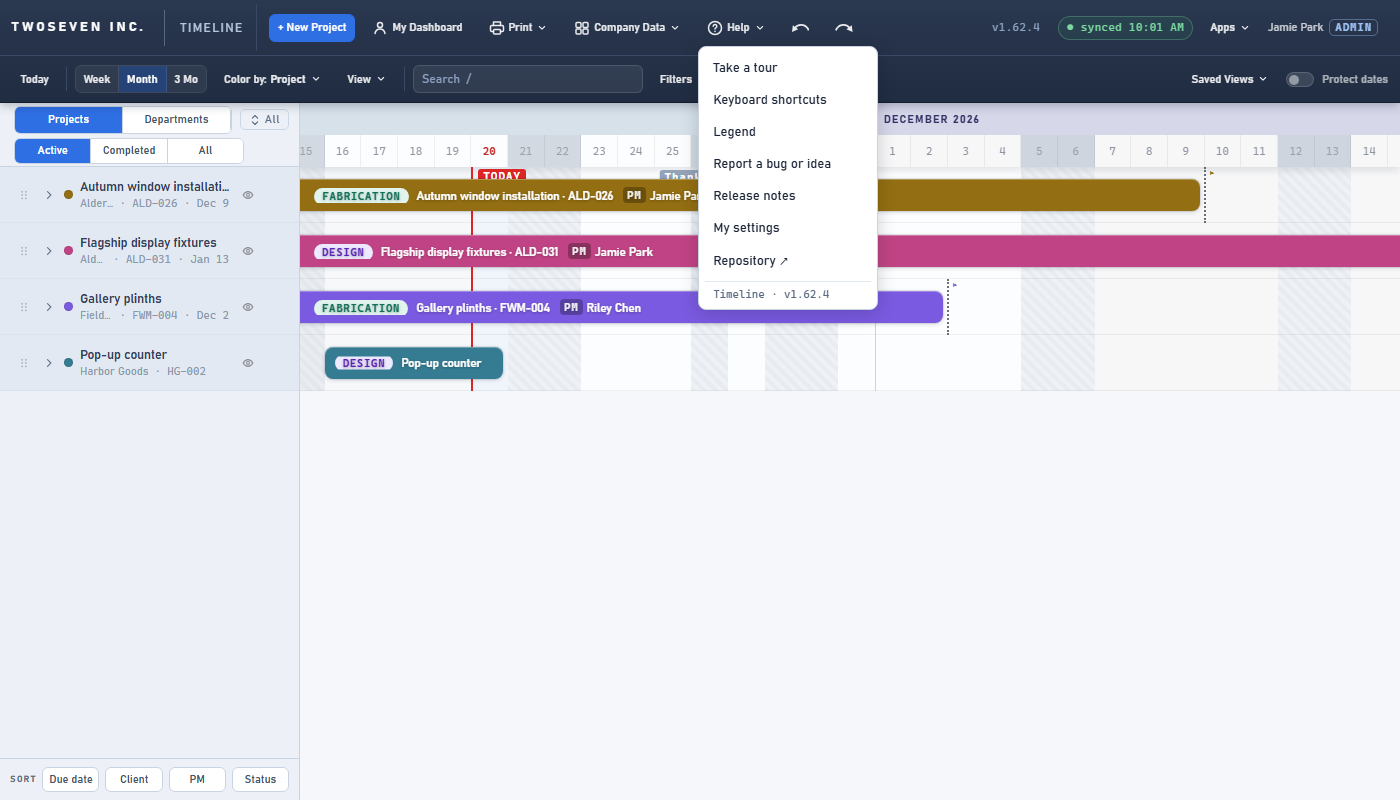 TWOSEVEN INC.
TIMELINE
+ New Project
My Dashboard
Print
Company Data
Help
v1.62.4
synced 10:01 AM
Apps
Jamie Park ADMIN
Today
Week Month 3 Mo
Color by: Project
View
Search /
Filters
Saved Views
Protect dates
Take a tour
Keyboard shortcuts
Legend
Report a bug or idea
Release notes
My settings
Repository ↗
Timeline · v1.62.4
Projects Departments All
Active Completed All
DECEMBER 2026
15 16 17 18 19 20 21 22 23 24 25 1 2 3 4 5 6 7 8 9 10 11 12 13 14
TODAY
Autumn window installati…
Alder… · ALD-026 · Dec 9
FABRICATION Autumn window installation · ALD-026 PM
Flagship display fixtures
Ald… · ALD-031 · Jan 13
DESIGN Flagship display fixtures · ALD-031 PM Jamie Park
Gallery plinths
Field… · FWM-004 · Dec 2
FABRICATION Gallery plinths · FWM-004 PM Riley Chen
Pop-up counter
Harbor Goods · HG-002
DESIGN Pop-up counter
SORT Due date Client PM Status